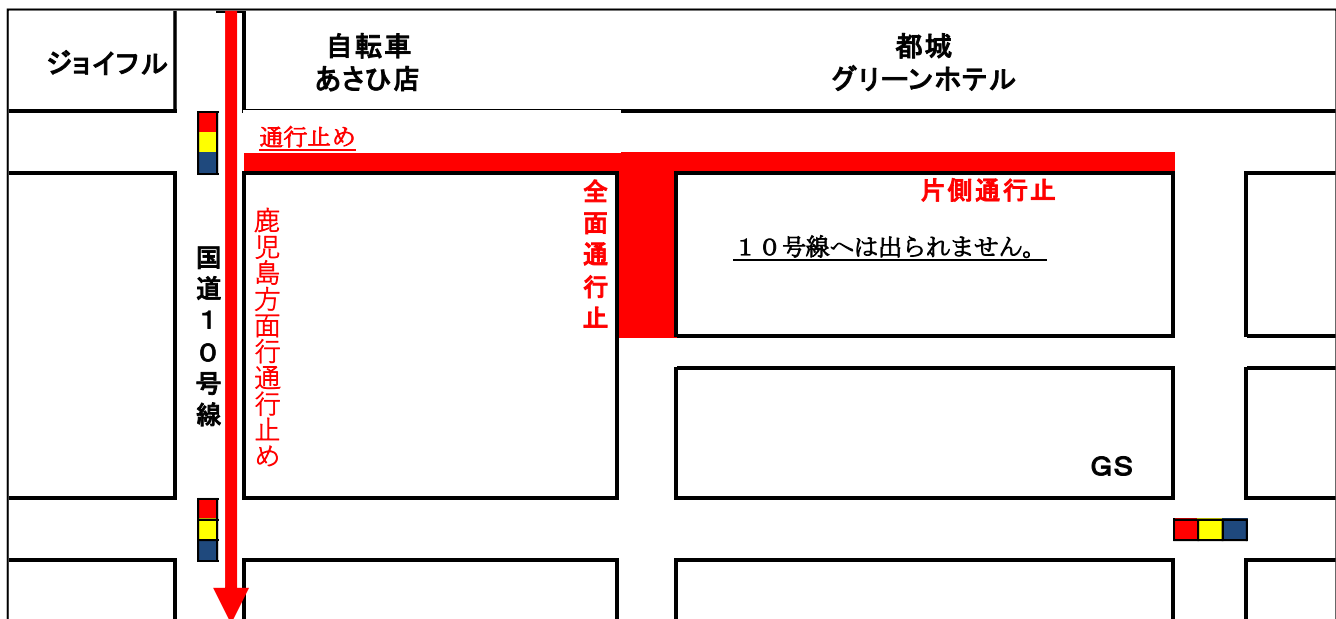 ジョイフル
自転車
あさひ店
都城
グリーンホテル
通行止め
全面通行止
片側通行止
１０号線へは出られません。
国道１０号線
鹿児島方面行通行止め
GS